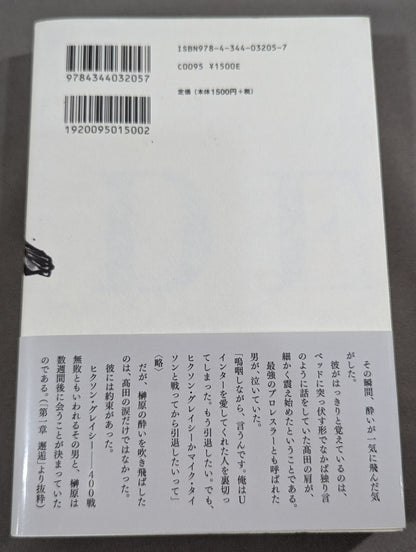 ISBN978-4-344-03205-7
C0095 ¥1500E
定価（本体1500円＋税）
9784344032057
1920095015002
その瞬間、酔いが一気に飛んだ気
がした。
彼がはっきりと覚えているのは、
ベッドに突っ伏す形でなかば独り言
のように話をしていた高田の肩が、
細かく震え始めたということである。
最強のプロレスラーとも呼ばれた
男が、泣いていた。
「嗚咽しながら、言うんです。俺はU
インターを愛してくれた人を裏切っ
てしまった。もう引退したい。でも、
ヒクソン・グレイシーかマイク・タイ
ソンと戦ってから引退したいって」
（略）
だが、榊原の酔いを吹き飛ばした
のは、高田の涙だけではなかった。
彼には約束があった。
ヒクソン・グレイシー――400戦
無敗ともいわれるその男と、榊原は
数週間後に会うことが決まっていた
のである。（「第一章 邂逅」より抜粋）